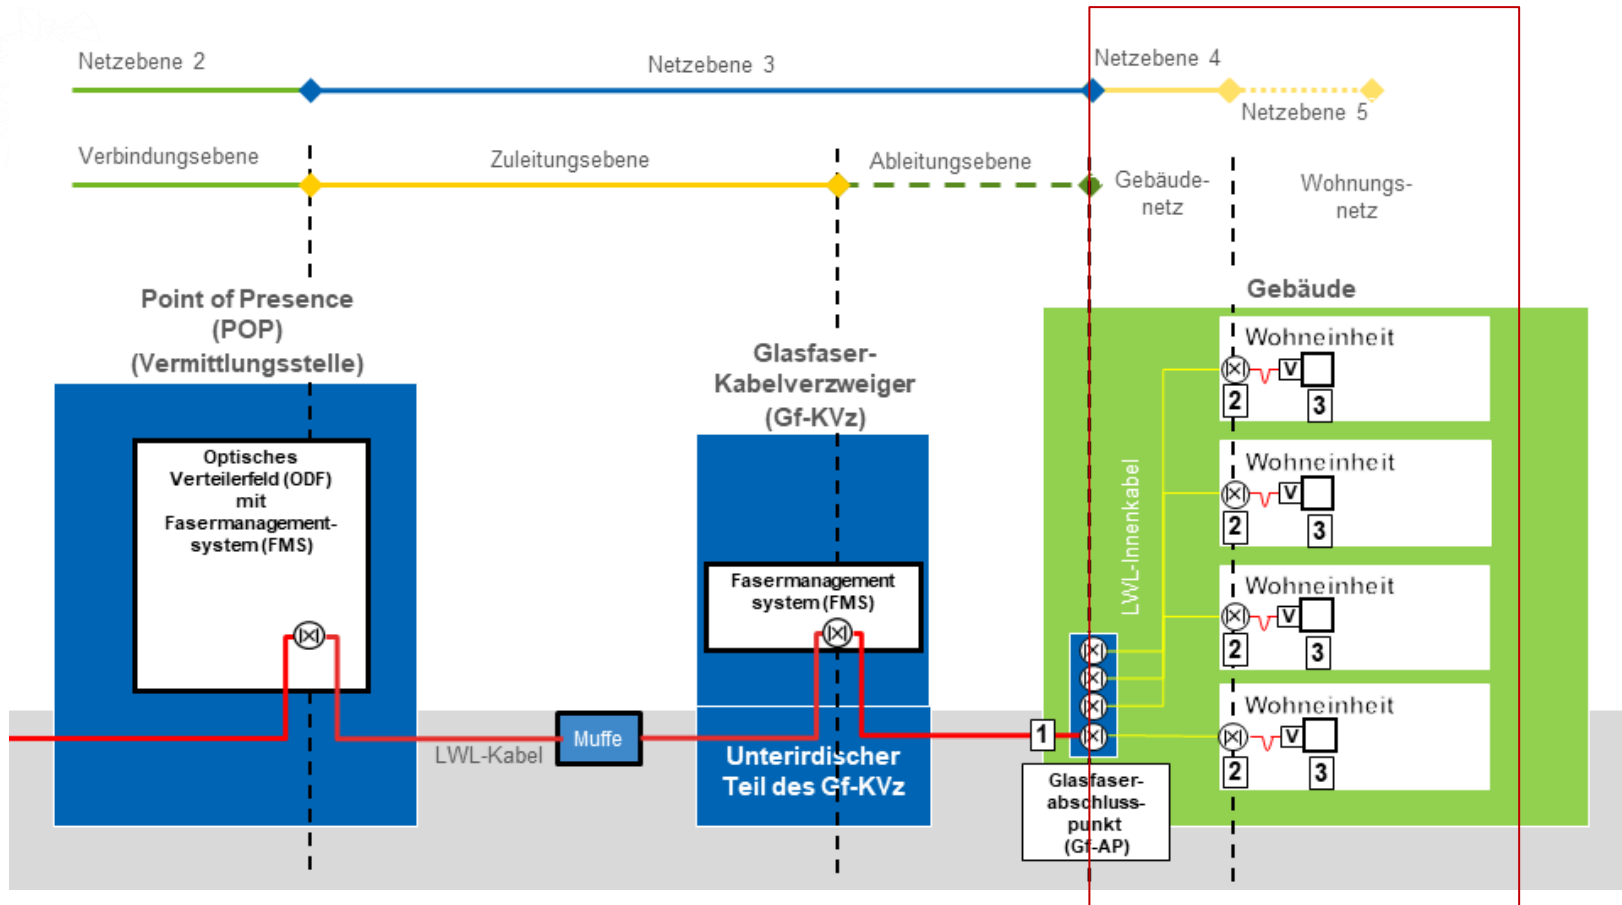 Netzebene 2
Netzebene 3
Netzebene 4
Netzebene 5
Verbindungsebene
Zuleitungsebene
Ableitungsebene
Gebäude-
netz
Wohnungs-
netz
Point of Presence
(POP)
(Vermittlungsstelle)
Optisches
Verteilerfeld (ODF)
mit
Fasermanagement-
system (FMS)
LWL-Kabel
Muffe
Glasfaser-
Kabelverzweiger
(Gf-KVz)
Fasermanagement
system (FMS)
Unterirdischer
Teil des Gf-KVz
Gebäude
LWL-Innenkabel
1
Glasfaser-
abschluss-
punkt
(Gf-AP)
Wohneinheit
V
2
3
Wohneinheit
V
2
3
Wohneinheit
V
2
3
Wohneinheit
V
2
3